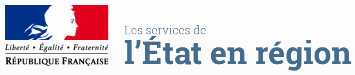 Liberté • Égalité • Fraternité
RÉPUBLIQUE FRANÇAISE
Les services de
l'État en région